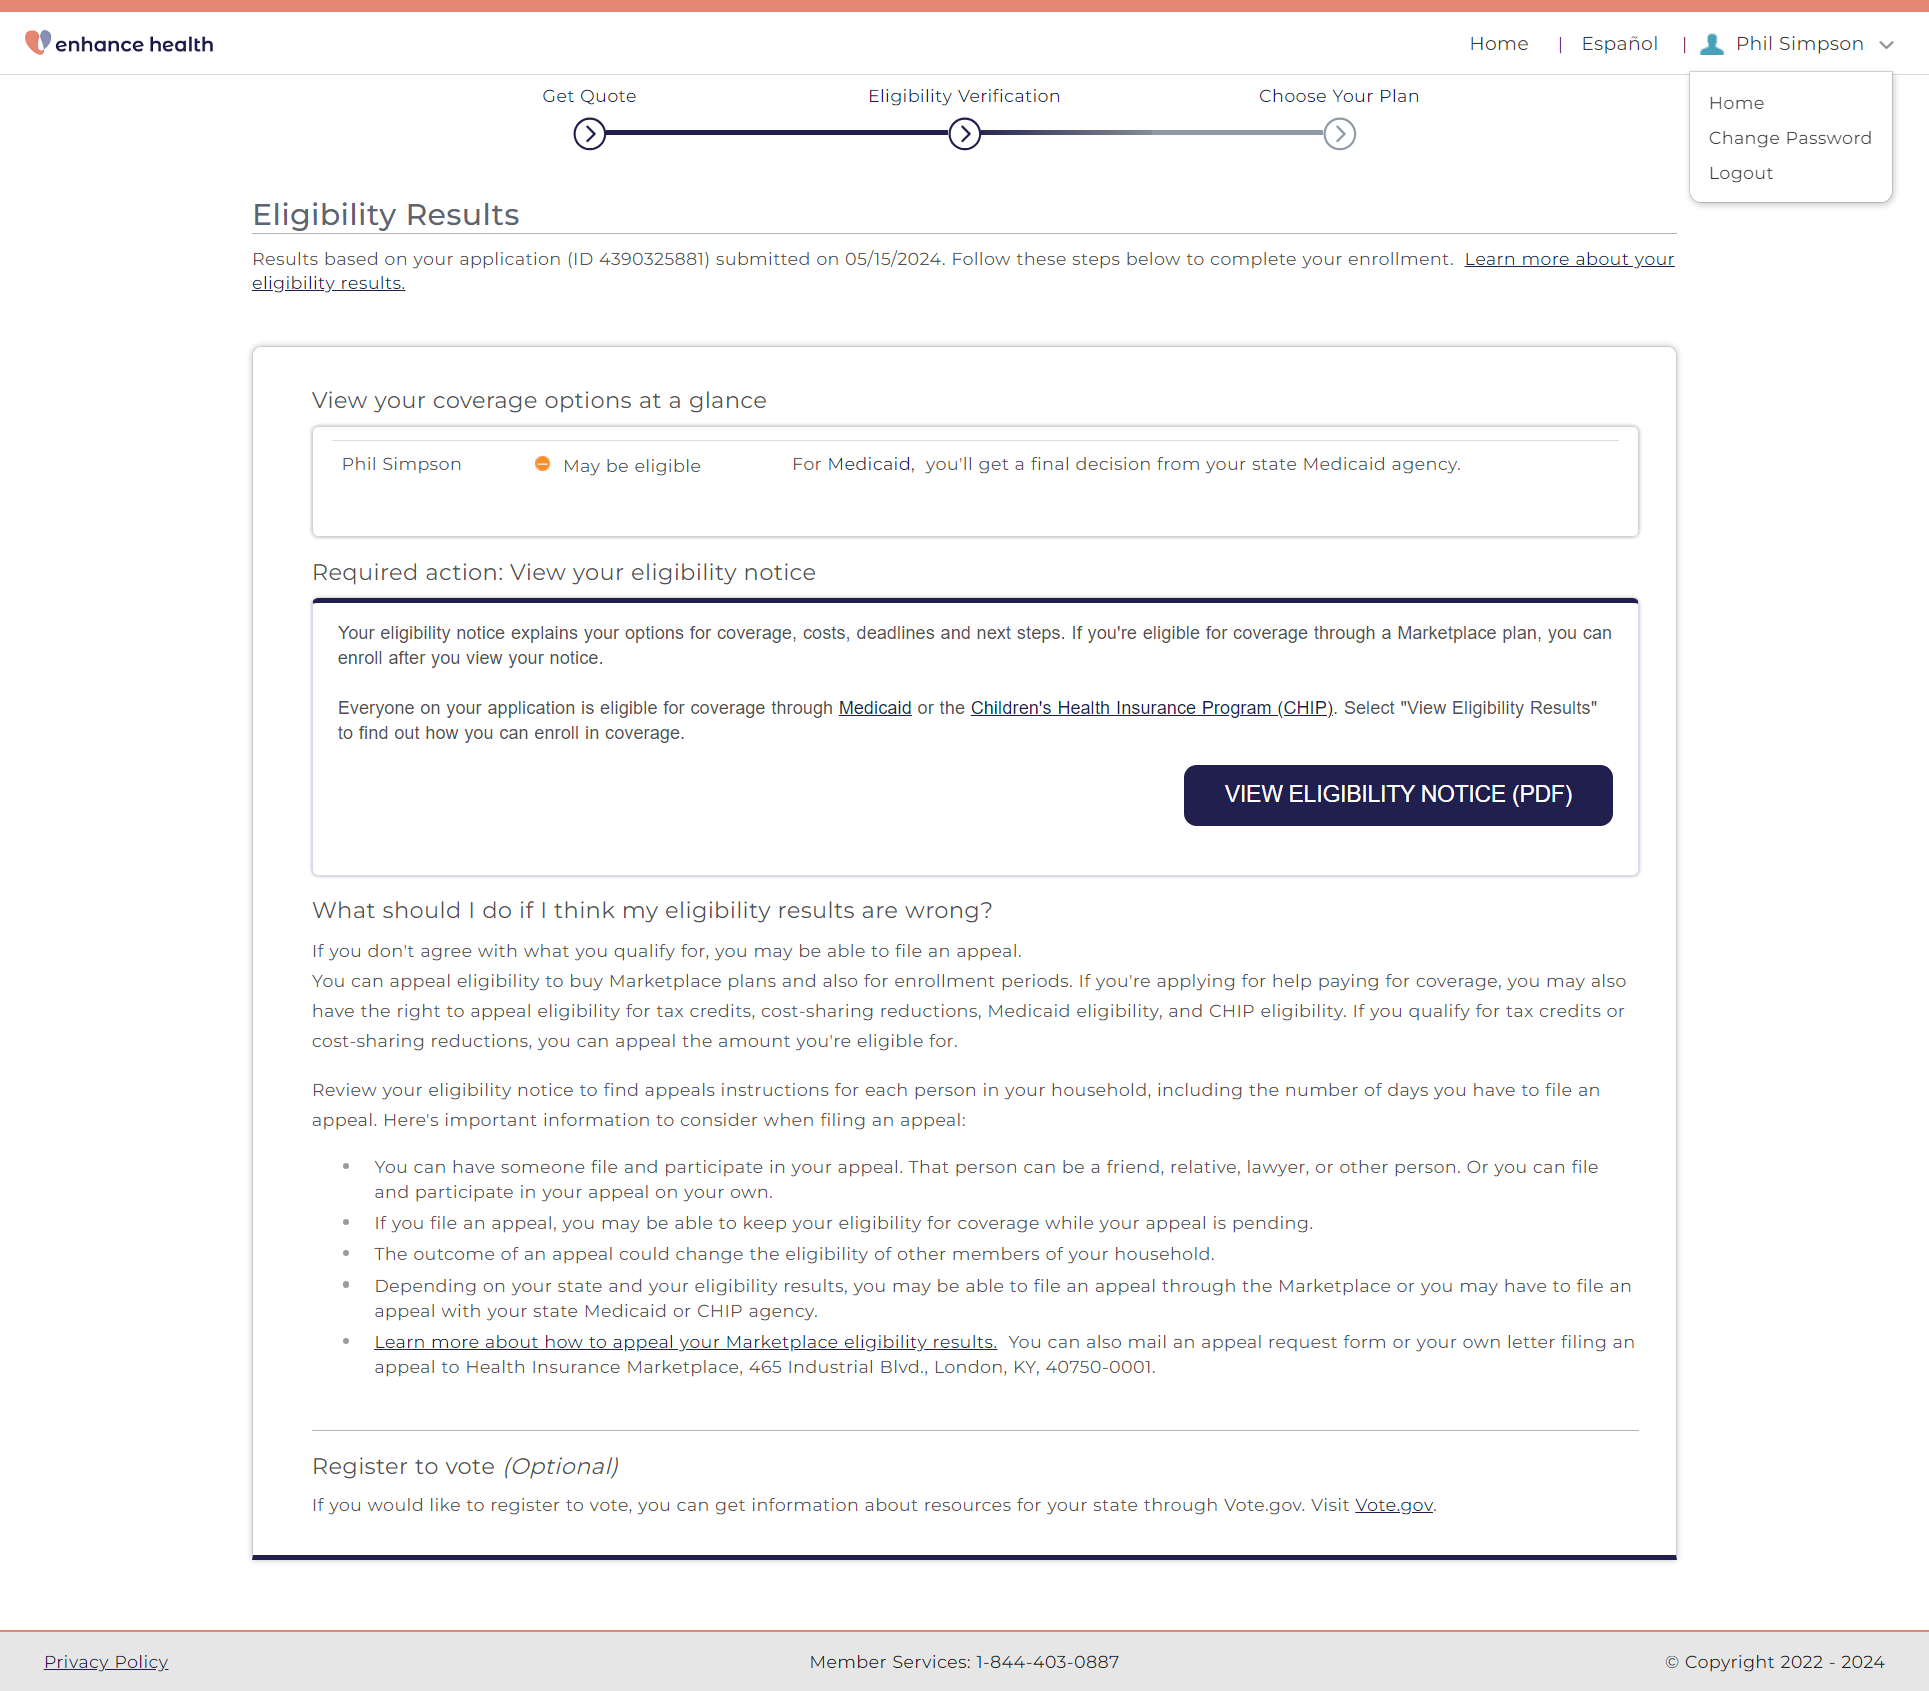 enhance health
Home | Español | Phil Simpson
Home
Change Password
Logout
Get Quote Eligibility Verification Choose Your Plan
Eligibility Results
Results based on your application (ID 4390325881) submitted on 05/15/2024. Follow these steps below to complete your enrollment. Learn more about your
eligibility results.
View your coverage options at a glance
Phil Simpson May be eligible For Medicaid, you'll get a final decision from your state Medicaid agency.
Required action: View your eligibility notice
Your eligibility notice explains your options for coverage, costs, deadlines and next steps. If you're eligible for coverage through a Marketplace plan, you can
enroll after you view your notice.
Everyone on your application is eligible for coverage through Medicaid or the Children's Health Insurance Program (CHIP). Select "View Eligibility Results"
to find out how you can enroll in coverage.
VIEW ELIGIBILITY NOTICE (PDF)
What should I do if I think my eligibility results are wrong?
If you don't agree with what you qualify for, you may be able to file an appeal.
You can appeal eligibility to buy Marketplace plans and also for enrollment periods. If you're applying for help paying for coverage, you may also
have the right to appeal eligibility for tax credits, cost-sharing reductions, Medicaid eligibility, and CHIP eligibility. If you qualify for tax credits or
cost-sharing reductions, you can appeal the amount you're eligible for.
Review your eligibility notice to find appeals instructions for each person in your household, including the number of days you have to file an
appeal. Here's important information to consider when filing an appeal:
• You can have someone file and participate in your appeal. That person can be a friend, relative, lawyer, or other person. Or you can file
and participate in your appeal on your own.
• If you file an appeal, you may be able to keep your eligibility for coverage while your appeal is pending.
• The outcome of an appeal could change the eligibility of other members of your household.
• Depending on your state and your eligibility results, you may be able to file an appeal through the Marketplace or you may have to file an
appeal with your state Medicaid or CHIP agency.
• Learn more about how to appeal your Marketplace eligibility results. You can also mail an appeal request form or your own letter filing an
appeal to Health Insurance Marketplace, 465 Industrial Blvd., London, KY, 40750-0001.
Register to vote (Optional)
If you would like to register to vote, you can get information about resources for your state through Vote.gov. Visit Vote.gov.
Privacy Policy Member Services: 1-844-403-0887 © Copyright 2022 - 2024